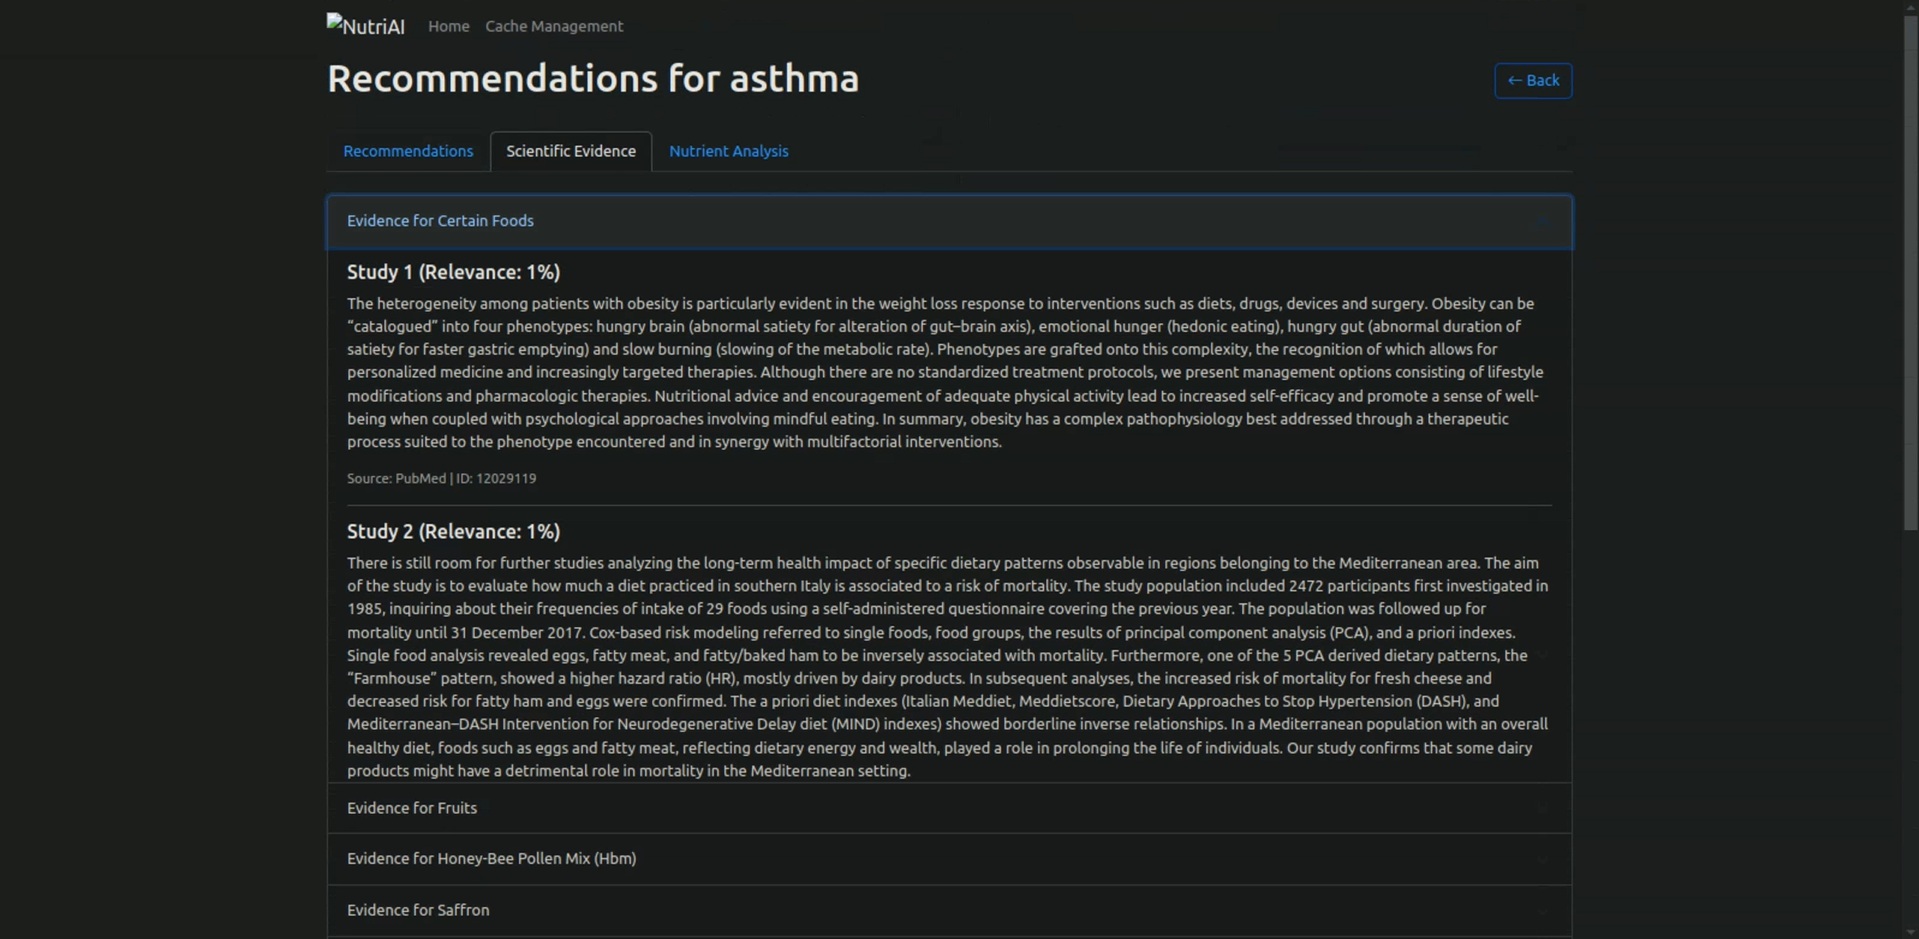 NutriAI Home Cache Management
Recommendations for asthma
← Back
Recommendations Scientific Evidence Nutrient Analysis
Evidence for Certain Foods
Study 1 (Relevance: 1%)
The heterogeneity among patients with obesity is particularly evident in the weight loss response to interventions such as diets, drugs, devices and surgery. Obesity can be
“catalogued” into four phenotypes: hungry brain (abnormal satiety for alteration of gut–brain axis), emotional hunger (hedonic eating), hungry gut (abnormal duration of
satiety for faster gastric emptying) and slow burning (slowing of the metabolic rate). Phenotypes are grafted onto this complexity, the recognition of which allows for
personalized medicine and increasingly targeted therapies. Although there are no standardized treatment protocols, we present management options consisting of lifestyle
modifications and pharmacologic therapies. Nutritional advice and encouragement of adequate physical activity lead to increased self-efficacy and promote a sense of well-
being when coupled with psychological approaches involving mindful eating. In summary, obesity has a complex pathophysiology best addressed through a therapeutic
process suited to the phenotype encountered and in synergy with multifactorial interventions.
Source: PubMed | ID: 12029119
Study 2 (Relevance: 1%)
There is still room for further studies analyzing the long-term health impact of specific dietary patterns observable in regions belonging to the Mediterranean area. The aim
of the study is to evaluate how much a diet practiced in southern Italy is associated to a risk of mortality. The study population included 2472 participants first investigated in
1985, inquiring about their frequencies of intake of 29 foods using a self-administered questionnaire covering the previous year. The population was followed up for
mortality until 31 December 2017. Cox-based risk modeling referred to single foods, food groups, the results of principal component analysis (PCA), and a priori indexes.
Single food analysis revealed eggs, fatty meat, and fatty/baked ham to be inversely associated with mortality. Furthermore, one of the 5 PCA derived dietary patterns, the
“Farmhouse” pattern, showed a higher hazard ratio (HR), mostly driven by dairy products. In subsequent analyses, the increased risk of mortality for fresh cheese and
decreased risk for fatty ham and eggs were confirmed. The a priori diet indexes (Italian Meddiet, Meddietscore, Dietary Approaches to Stop Hypertension (DASH), and
Mediterranean–DASH Intervention for Neurodegenerative Delay diet (MIND) indexes) showed borderline inverse relationships. In a Mediterranean population with an overall
healthy diet, foods such as eggs and fatty meat, reflecting dietary energy and wealth, played a role in prolonging the life of individuals. Our study confirms that some dairy
products might have a detrimental role in mortality in the Mediterranean setting.
Evidence for Fruits
Evidence for Honey-Bee Pollen Mix (Hbm)
Evidence for Saffron